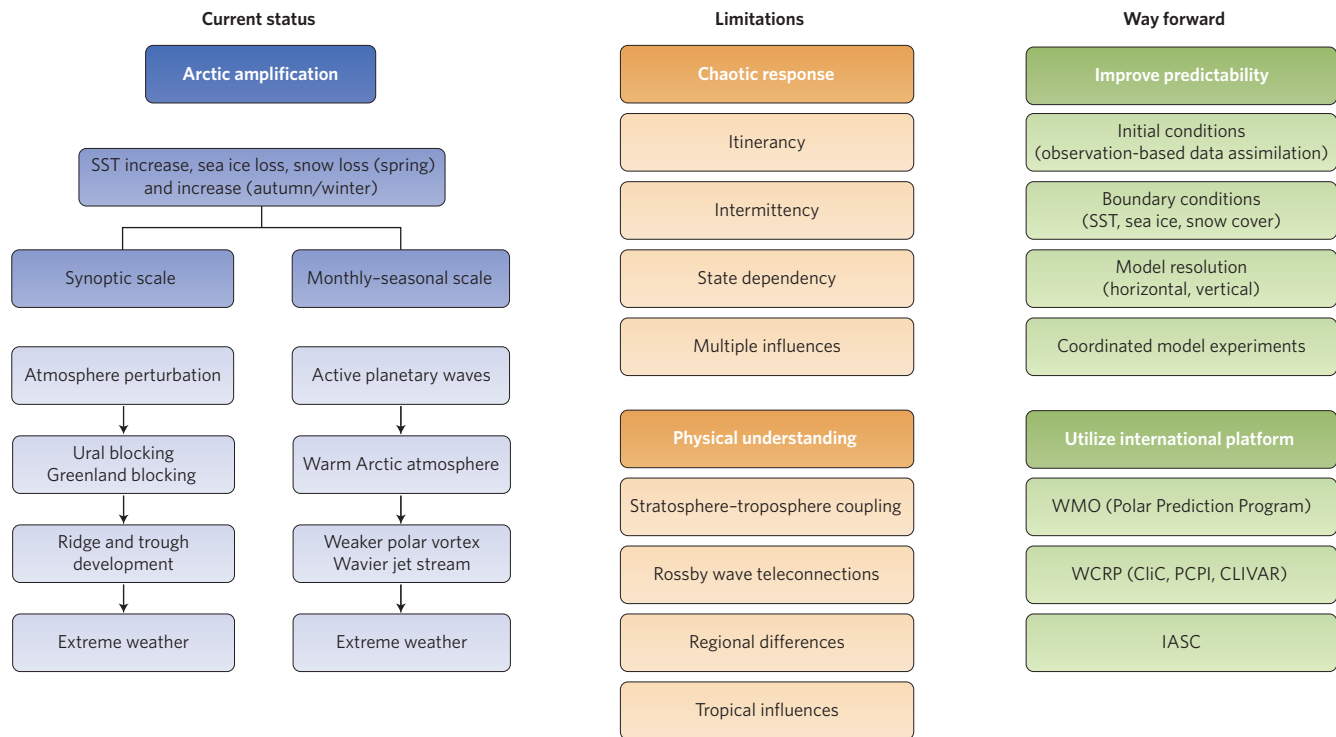 Current status
Arctic amplification
SST increase, sea ice loss, snow loss (spring)
and increase (autumn/winter)
Synoptic scale
Monthly–seasonal scale
Atmosphere perturbation
Ural blocking
Greenland blocking
Ridge and trough
development
Extreme weather
Active planetary waves
Warm Arctic atmosphere
Weaker polar vortex
Wavier jet stream
Extreme weather
Limitations
Chaotic response
Itinerancy
Intermittency
State dependency
Multiple influences
Physical understanding
Stratosphere–troposphere coupling
Rossby wave teleconnections
Regional differences
Tropical influences
Way forward
Improve predictability
Initial conditions
(observation-based data assimilation)
Boundary conditions
(SST, sea ice, snow cover)
Model resolution
(horizontal, vertical)
Coordinated model experiments
Utilize international platform
WMO (Polar Prediction Program)
WCRP (CliC, PCPI, CLIVAR)
IASC